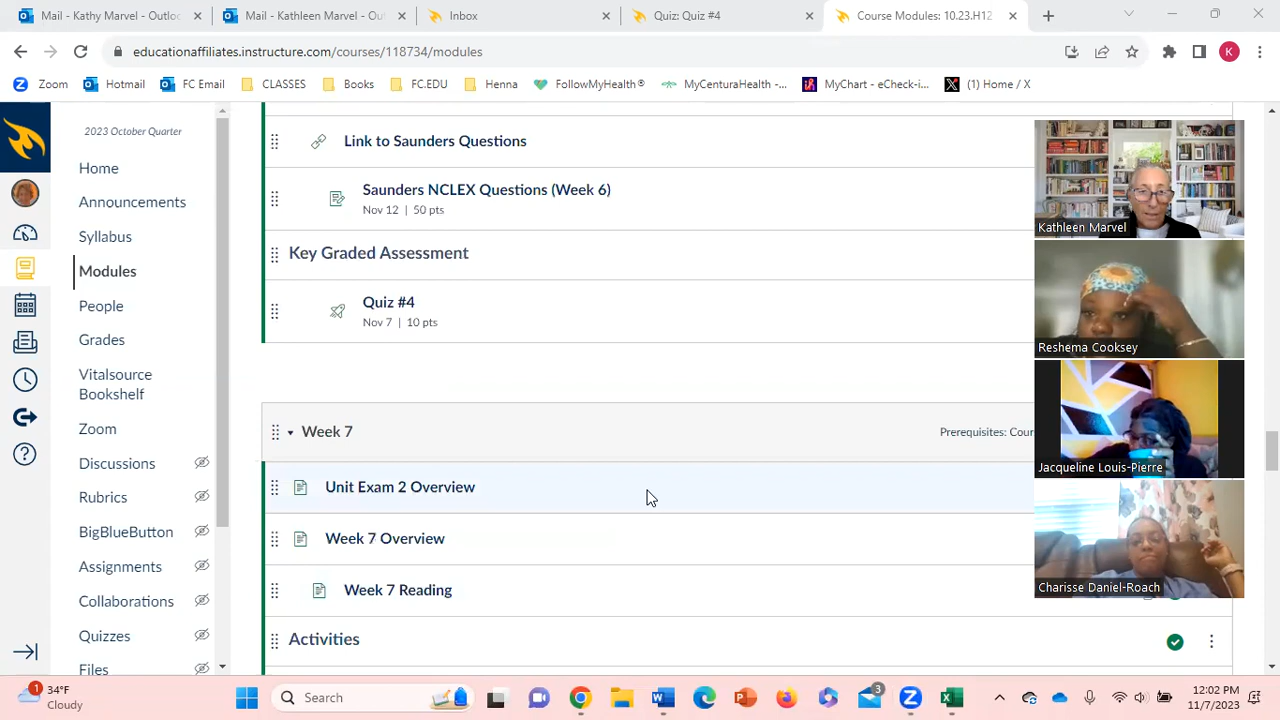 Mail - Kathy Marvel - Outloo
Mail - Kathleen Marvel - Ou
Inbox
Quiz: Quiz #4
Course Modules: 10.23.H12
educationaffiliates.instructure.com/courses/118734/modules
K
Zoom
Hotmail
FC Email
CLASSES
Books
FC.EDU
Henna
FollowMyHealth®
MyCenturaHealth -...
MyChart - eCheck-i...
(1) Home / X
2023 October Quarter
Home
Announcements
Syllabus
Modules
People
Grades
Vitalsource
Bookshelf
Zoom
Discussions
Rubrics
BigBlueButton
Assignments
Collaborations
Quizzes
Files
Link to Saunders Questions
Saunders NCLEX Questions (Week 6)
Nov 12 | 50 pts
Key Graded Assessment
Quiz #4
Nov 7 | 10 pts
Week 7
Prerequisites: Cour
Unit Exam 2 Overview
Week 7 Overview
Week 7 Reading
Activities
Kathleen Marvel
Reshema Cooksey
Jacqueline Louis-Pierre
Charisse Daniel-Roach
1
34°F
Cloudy
Search
3
12:02 PM
11/7/2023